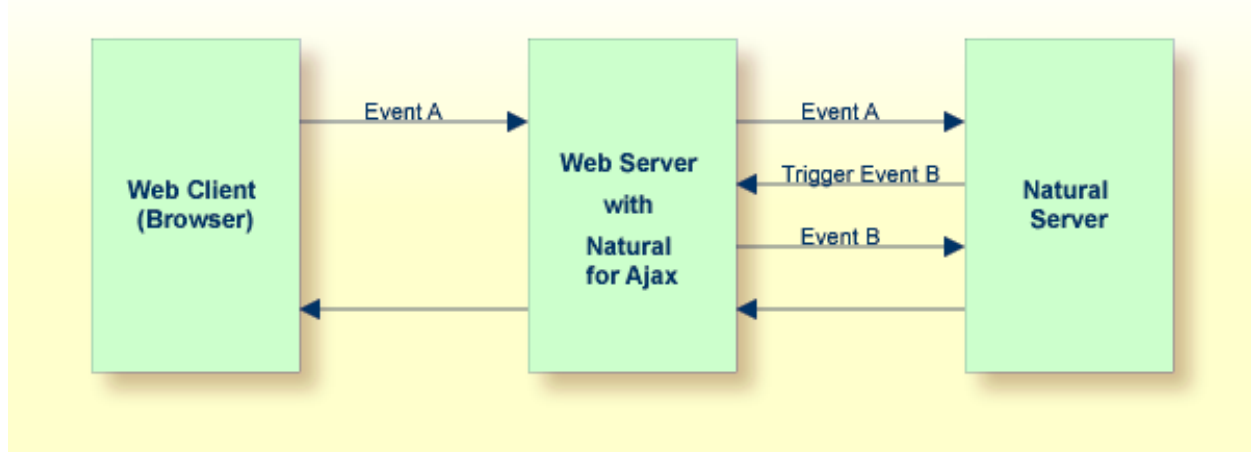 Web Client
(Browser)
Event A
Web Server
with
Natural
for Ajax
Event A
Trigger Event B
Event B
Natural
Server